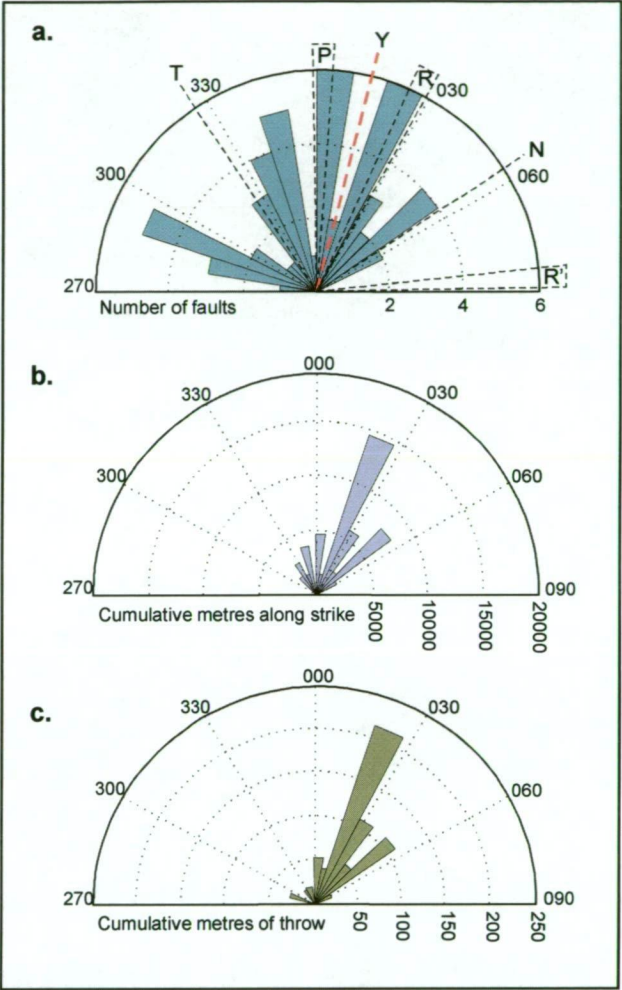 a.
P
Y
T
330
R
030
300
N
060
R'
270
2
4
6
Number of faults
b.
000
330
030
300
060
270
090
Cumulative metres along strike
5000
10000
15000
20000
000
c.
330
030
300
060
270
090
Cumulative metres of throw
50
100
150
200
250